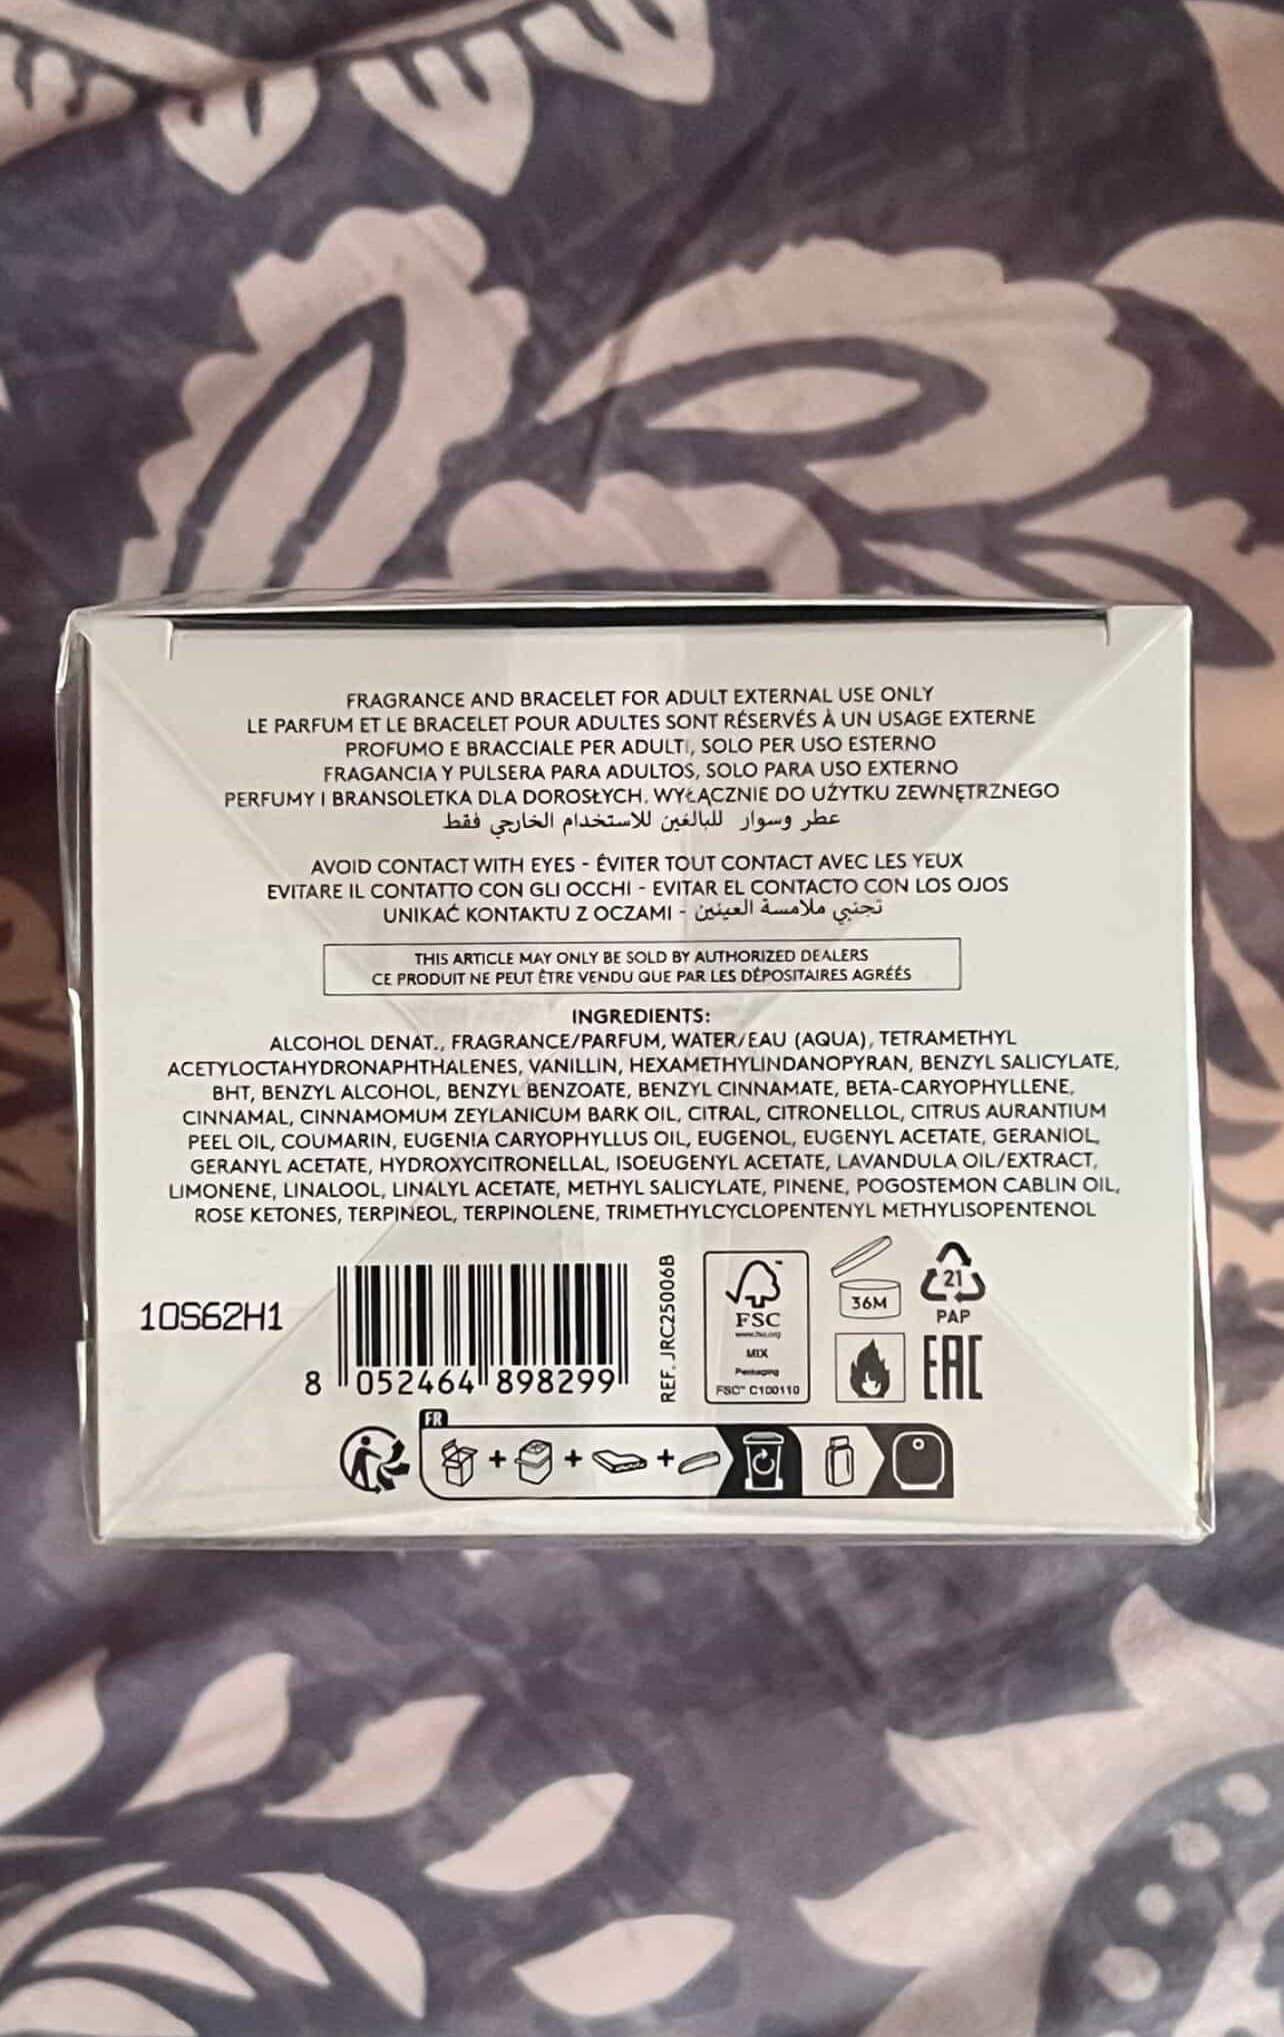 FRAGRANCE AND BRACELET FOR ADULT EXTERNAL USE ONLY
LE PARFUM ET LE BRACELET POUR ADULTES SONT RÉSERVÉS À UN USAGE EXTERNE
PROFUMO E BRACCIALE PER ADULTI, SOLO PER USO ESTERNO
FRAGANCIA Y PULSERA PARA ADULTOS, SOLO PARA USO EXTERNO
PERFUMY I BRANSOLETKA DLA DOROSŁYCH. WYŁĄCZNIE DO UŻYTKU ZEWNĘTRZNEGO
عطر وسوار للبالغين للاستخدام الخارجي فقط
AVOID CONTACT WITH EYES - ÉVITER TOUT CONTACT AVEC LES YEUX
EVITARE IL CONTATTO CON GLI OCCHI - EVITAR EL CONTACTO CON LOS OJOS
UNIKAĆ KONTAKTU Z OCZAMI - تجنبي ملامسة العينين
THIS ARTICLE MAY ONLY BE SOLD BY AUTHORIZED DEALERS
CE PRODUIT NE PEUT ÊTRE VENDU QUE PAR LES DÉPOSITAIRES AGRÉÉS
INGREDIENTS:
ALCOHOL DENAT., FRAGRANCE/PARFUM, WATER/EAU (AQUA), TETRAMETHYL
ACETYLOCTAHYDRONAPHTHALENES, VANILLIN, HEXAMETHYLINDANOPYRAN, BENZYL SALICYLATE,
BHT, BENZYL ALCOHOL, BENZYL BENZOATE, BENZYL CINNAMATE, BETA-CARYOPHYLLENE,
CINNAMAL, CINNAMOMUM ZEYLANICUM BARK OIL, CITRAL, CITRONELLOL, CITRUS AURANTIUM
PEEL OIL, COUMARIN, EUGENIA CARYOPHYLLUS OIL, EUGENOL, EUGENYL ACETATE, GERANIOL,
GERANYL ACETATE, HYDROXYCITRONELLAL, ISOEUGENYL ACETATE, LAVANDULA OIL/EXTRACT,
LIMONENE, LINALOOL, LINALYL ACETATE, METHYL SALICYLATE, PINENE, POGOSTEMON CABLIN OIL,
ROSE KETONES, TERPINEOL, TERPINOLENE, TRIMETHYLCYCLOPENTENYL METHYLISOPENTENOL
10S62H1
8 052464 898299
REF. JRC25006B
FSC
www.fsc.org
MIX
Packaging
FSC™ C100110
36M
21
PAP
EAC
FR